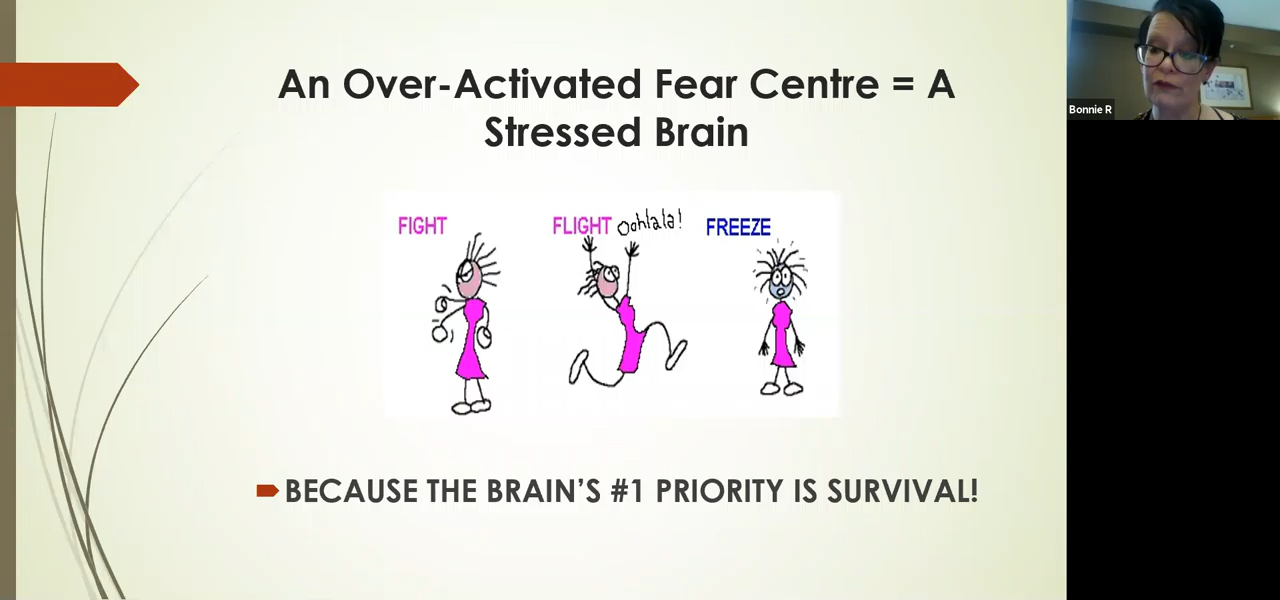 An Over-Activated Fear Centre = A
Stressed Brain
FIGHT
FLIGHT Oohlala!
FREEZE
BECAUSE THE BRAIN'S #1 PRIORITY IS SURVIVAL!
Bonnie R